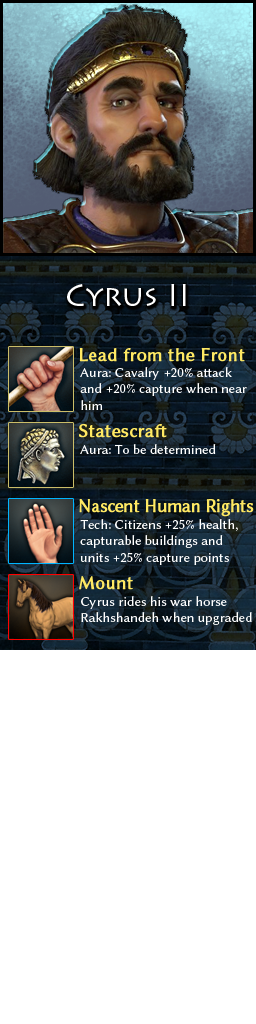 Cyrus II
Lead from the Front
Aura: Cavalry +20% attack
and +20% capture when near
him
Statescraft
Aura: To be determined
Nascent Human Rights
Tech: Citizens +25% health,
capturable buildings and
units +25% capture points
Mount
Cyrus rides his war horse
Rakhshandeh when upgraded